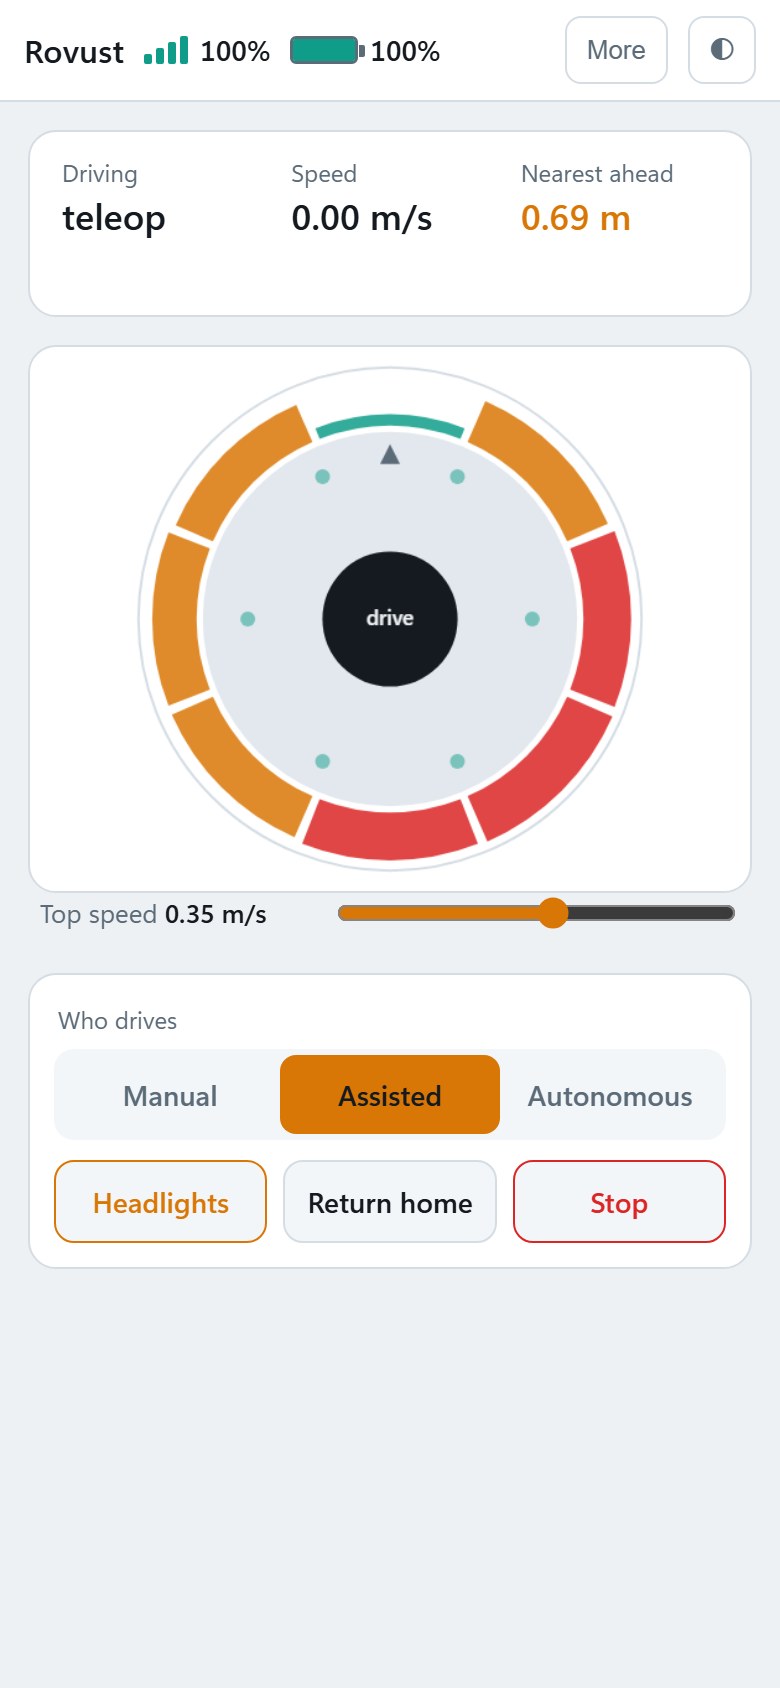 Rovust 100% 100% More
Driving Speed Nearest ahead
teleop 0.00 m/s 0.69 m
drive
Top speed 0.35 m/s
Who drives
Manual Assisted Autonomous
Headlights Return home Stop